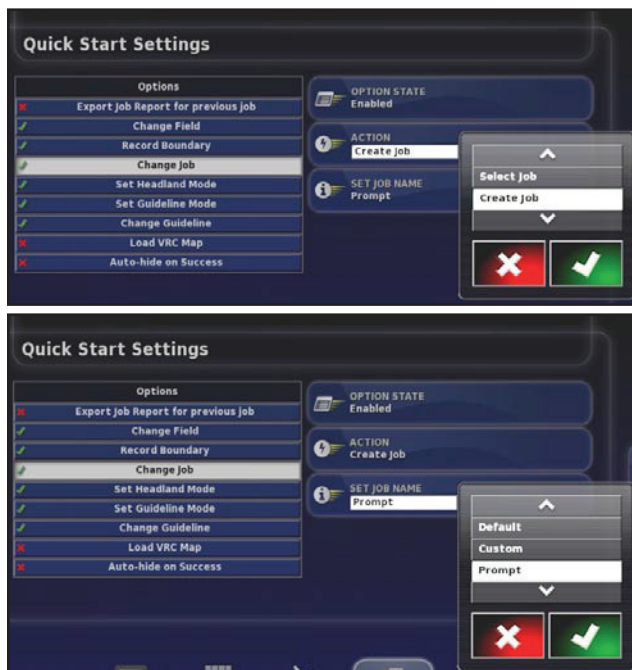 Quick Start Settings
Options
Export Job Report for previous job
Change Field
Record Boundary
Change Job
Set Headland Mode
Set Guideline Mode
Change Guideline
Load VRC Map
Auto-hide on Success
OPTION STATE
Enabled
ACTION
Create Job
SET JOB NAME
Prompt
Select Job
Create Job
Quick Start Settings
Options
Export Job Report for previous job
Change Field
Record Boundary
Change Job
Set Headland Mode
Set Guideline Mode
Change Guideline
Load VRC Map
Auto-hide on Success
OPTION STATE
Enabled
ACTION
Create Job
SET JOB NAME
Prompt
Default
Custom
Prompt